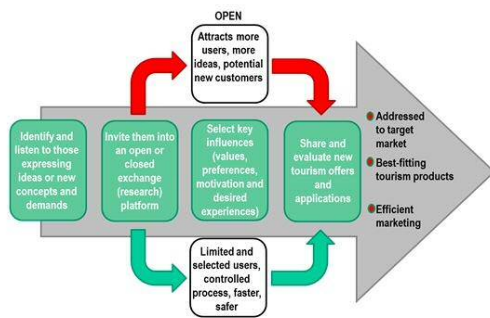 OPEN
Attracts more
users, more
ideas, potential
new customers
Identify and
listen to those
expressing
ideas or new
concepts and
demands
Invite them into
an open or
closed
exchange
(research)
platform
Select key
influences
(values,
preferences,
motivation and
desired
experiences)
Share and
evaluate new
tourism offers
and
applications
Addressed
to target
market
Best-fitting
tourism products
Efficient
marketing
Limited and
selected users,
controlled
process, faster,
safer